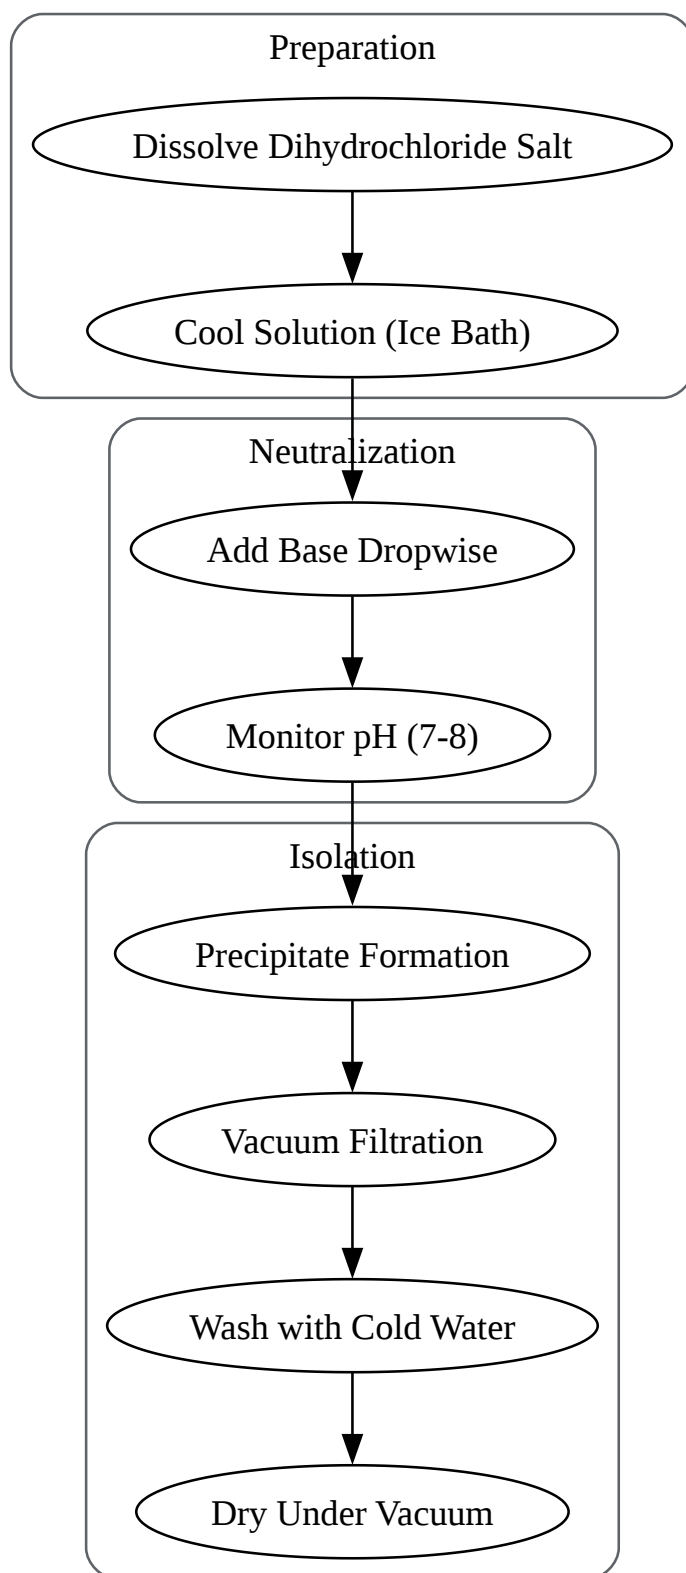 Preparation
Dissolve Dihydrochloride Salt
Cool Solution (Ice Bath)
Neutralization
Add Base Dropwise
Monitor pH (7-8)
Isolation
Precipitate Formation
Vacuum Filtration
Wash with Cold Water
Dry Under Vacuum